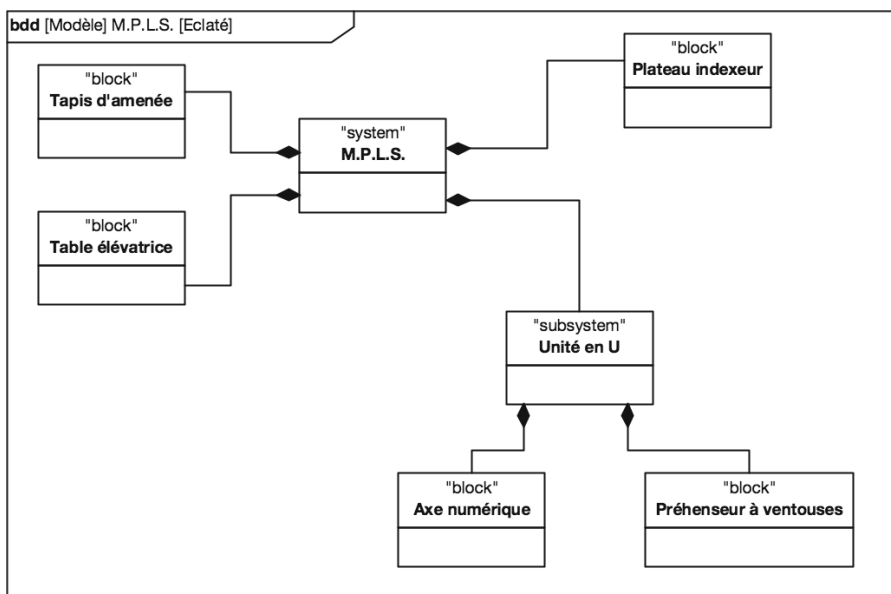 bdd [Modèle] M.P.L.S. [Eclaté]
"block"
Tapis d'amenée
"block"
Plateau indexeur
"system"
M.P.L.S.
"block"
Table élévatrice
"subsystem"
Unité en U
"block"
Axe numérique
"block"
Préhenseur à ventouses